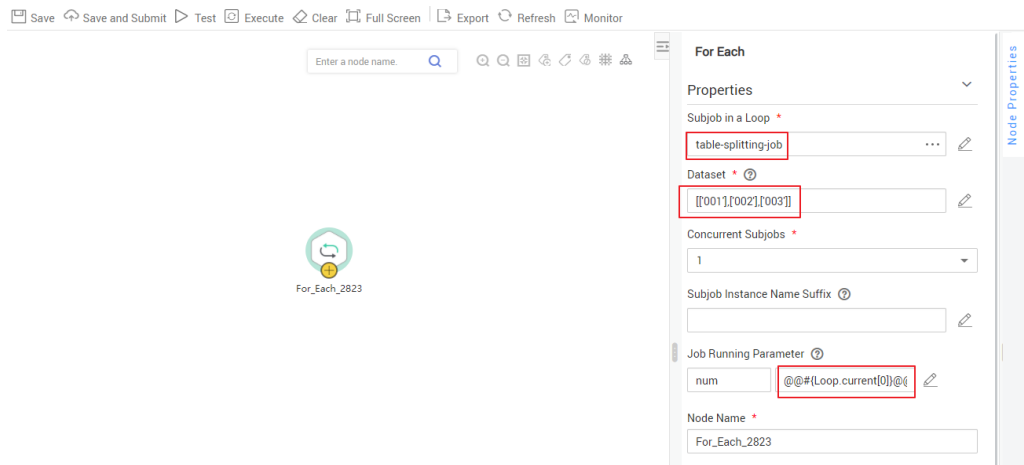 Save Save and Submit Test Execute Clear Full Screen Export Refresh Monitor
Enter a node name.
For_Each_2823
For Each
Properties
Subjob in a Loop *
table-splitting-job ...
Dataset * ?
[['001'],['002'],['003']]
Concurrent Subjobs *
1
Subjob Instance Name Suffix ?
Job Running Parameter ?
num @@#{Loop.current[0]}@@
Node Name *
For_Each_2823
Node Properties